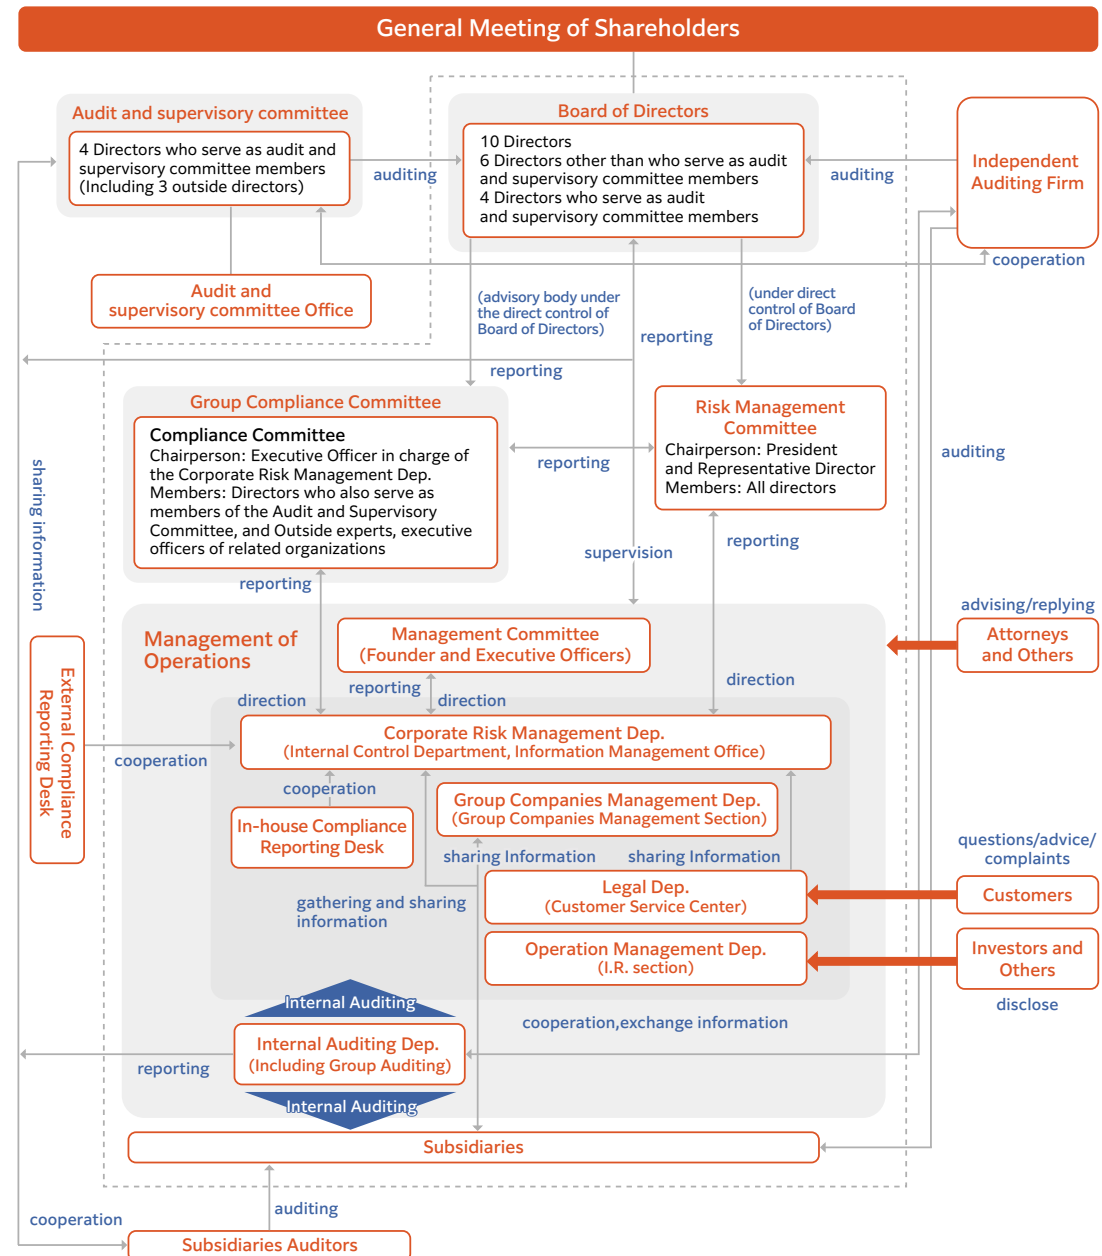 General Meeting of Shareholders
Audit and supervisory committee
4 Directors who serve as audit and
supervisory committee members
(Including 3 outside directors)
auditing
Board of Directors
10 Directors
6 Directors other than who serve as audit
and supervisory committee members
4 Directors who serve as audit
and supervisory committee members
auditing
Independent
Auditing Firm
cooperation
Audit and
supervisory committee Office
(advisory body under
the direct control of
Board of Directors)
reporting
(under direct
control of Board
of Directors)
reporting
Group Compliance Committee
Compliance Committee
Chairperson: Executive Officer in charge of
the Corporate Risk Management Dep.
Members: Directors who also serve as
members of the Audit and Supervisory
Committee, and Outside experts, executive
officers of related organizations
reporting
Risk Management
Committee
Chairperson: President
and Representative Director
Members: All directors
auditing
sharing information
supervision
reporting
reporting
Management of
Operations
Management Committee
(Founder and Executive Officers)
advising/replying
Attorneys
and Others
External Compliance
Reporting Desk
direction
reporting
direction
direction
Corporate Risk Management Dep.
(Internal Control Department, Information Management Office)
cooperation
cooperation
In-house Compliance
Reporting Desk
Group Companies Management Dep.
(Group Companies Management Section)
sharing Information
sharing Information
questions/advice/
complaints
Legal Dep.
(Customer Service Center)
Customers
gathering and sharing
information
Operation Management Dep.
(I.R. section)
Investors and
Others
disclose
Internal Auditing
cooperation,exchange information
Internal Auditing Dep.
(Including Group Auditing)
reporting
Internal Auditing
Subsidiaries
auditing
cooperation
Subsidiaries Auditors